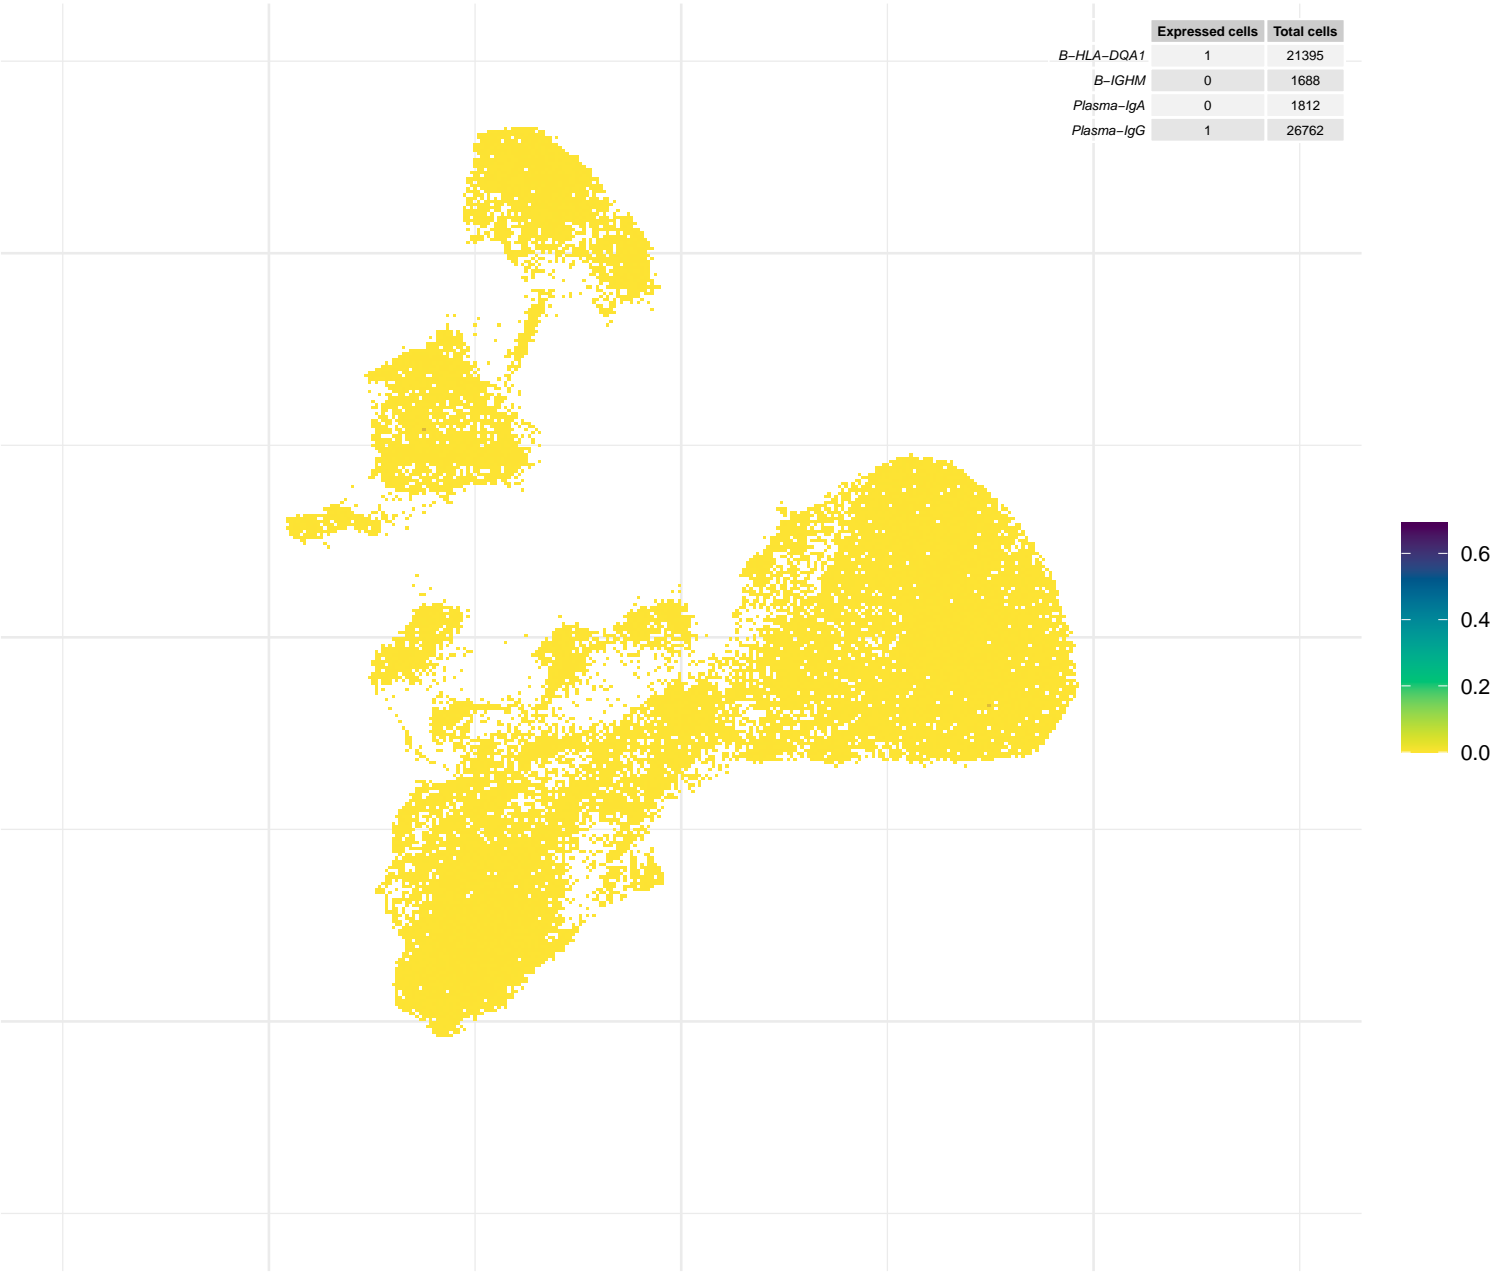 Expressed cells Total cells
B−HLA−DQA1 1 21395
B−IGHM 0 1688
Plasma−IgA 0 1812
Plasma−IgG 1 26762
0.6
0.4
0.2
0.0